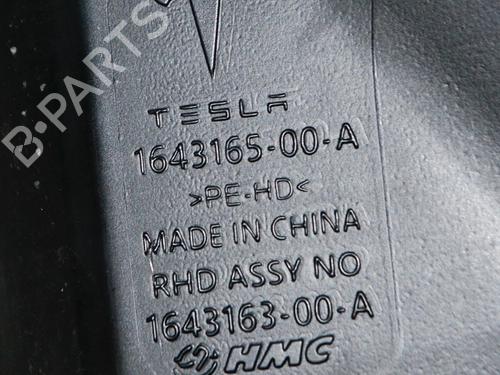 B-PARTS
TESLA
1643165-00-A
>PE-HD<
MADE IN CHINA
RHD ASSY NO
1643163-00-A
HMC